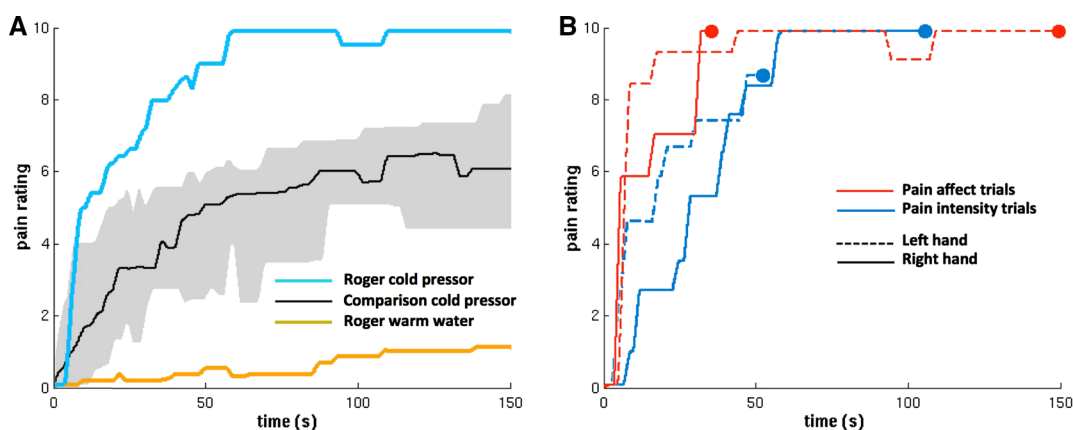 A
pain rating
10
8
6
4
2
0
0
50
100
150
time (s)
Roger cold pressor
Comparison cold pressor
Roger warm water
B
pain rating
10
8
6
4
2
0
0
50
100
150
time (s)
Pain affect trials
Pain intensity trials
Left hand
Right hand